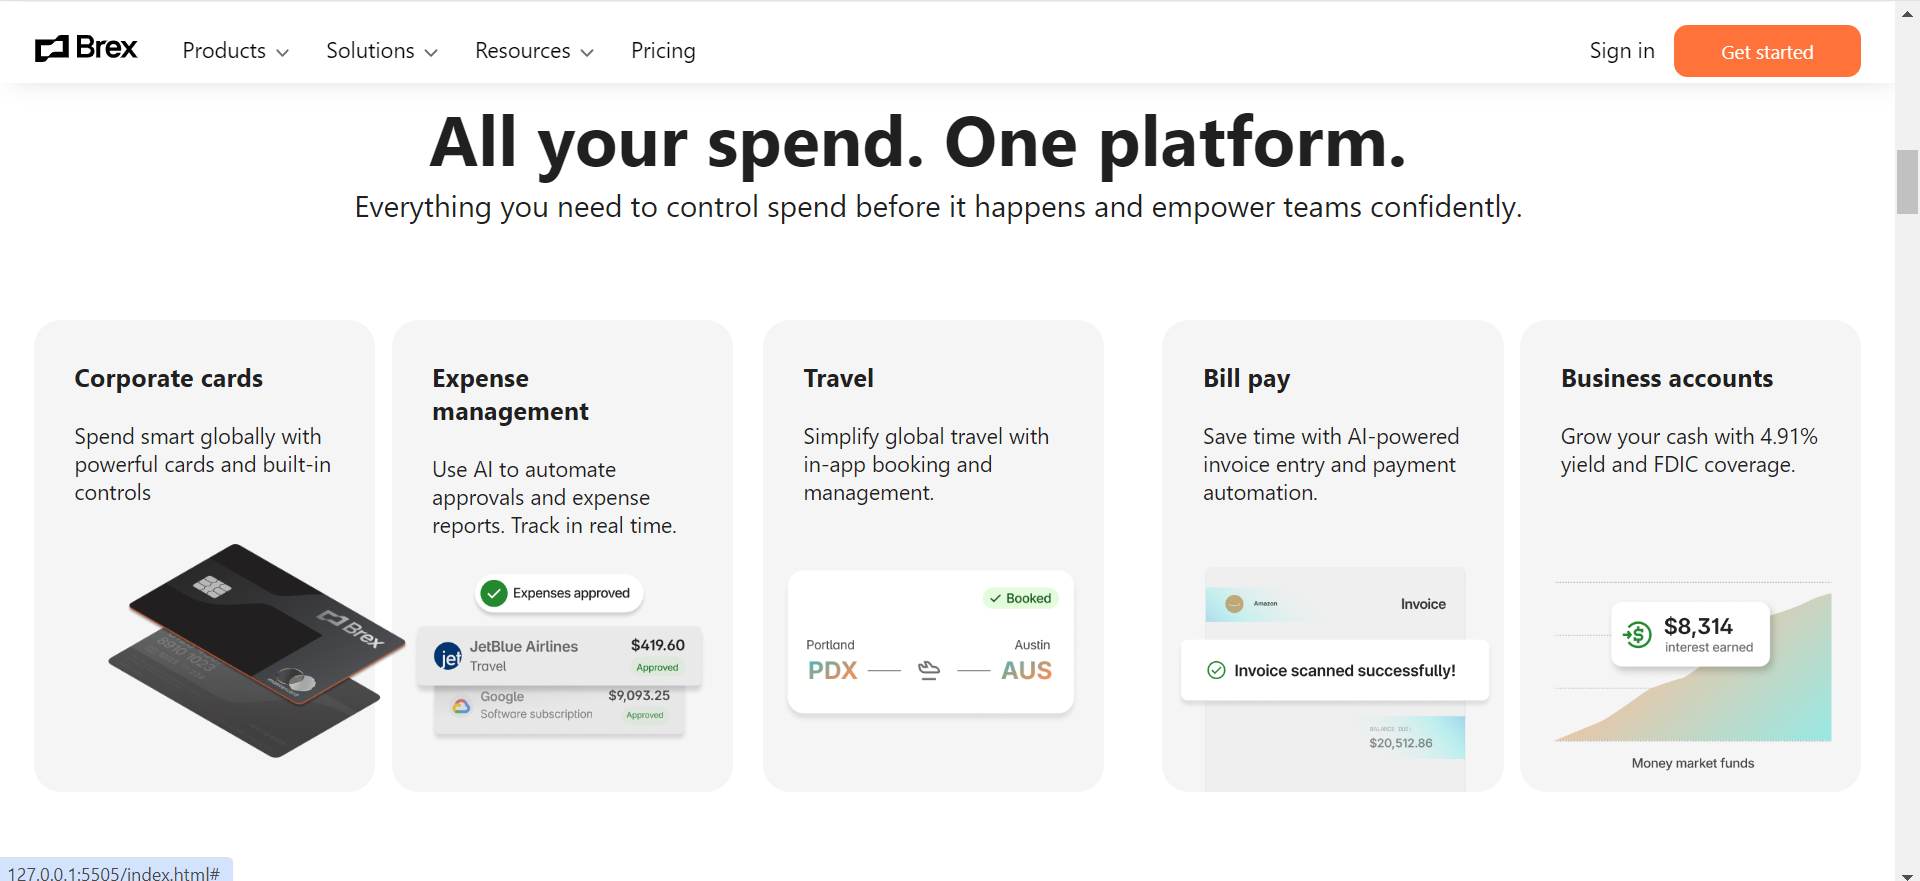 Brex
Products
Solutions
Resources
Pricing
Sign in
Get started
All your spend. One platform.
Everything you need to control spend before it happens and empower teams confidently.
Corporate cards
Spend smart globally with
powerful cards and built-in
controls
Brex
mastercard
8910 1023
Expense
management
Use AI to automate
approvals and expense
reports. Track in real time.
Expenses approved
jet
JetBlue Airlines
$419.60
Travel
Approved
Google
$9,093.25
Software subscription
Approved
Travel
Simplify global travel with
in-app booking and
management.
Booked
Portland
Austin
PDX
AUS
Bill pay
Save time with AI-powered
invoice entry and payment
automation.
Amazon
Invoice
Invoice scanned successfully!
BALANCE DUE:
$20,512.86
Business accounts
Grow your cash with 4.91%
yield and FDIC coverage.
$8,314
interest earned
Money market funds
127.0.0.1:5505/index.html#